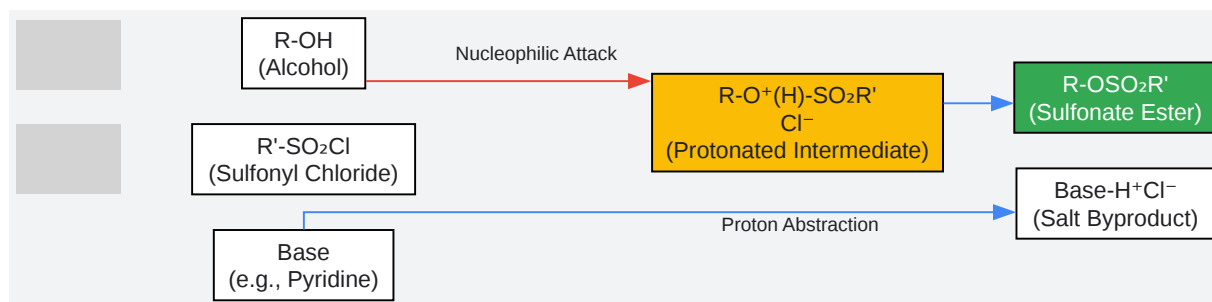 R-OH
(Alcohol)
Nucleophilic Attack
R-O⁺(H)-SO₂R'
Cl⁻
(Protonated Intermediate)
R-OSO₂R'
(Sulfonate Ester)
R'-SO₂Cl
(Sulfonyl Chloride)
Base-H⁺Cl⁻
(Salt Byproduct)
Proton Abstraction
Base
(e.g., Pyridine)